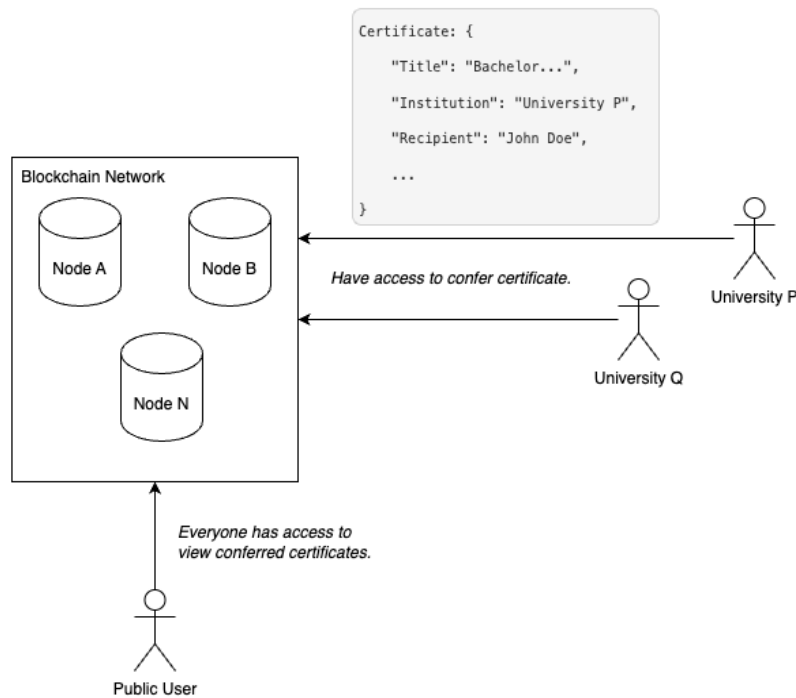 Certificate: {
"Title": "Bachelor...",
"Institution": "University P",
"Recipient": "John Doe",
...
}
Blockchain Network
Node A
Node B
Node N
Have access to confer certificate.
University P
University Q
Everyone has access to
view conferred certificates.
Public User